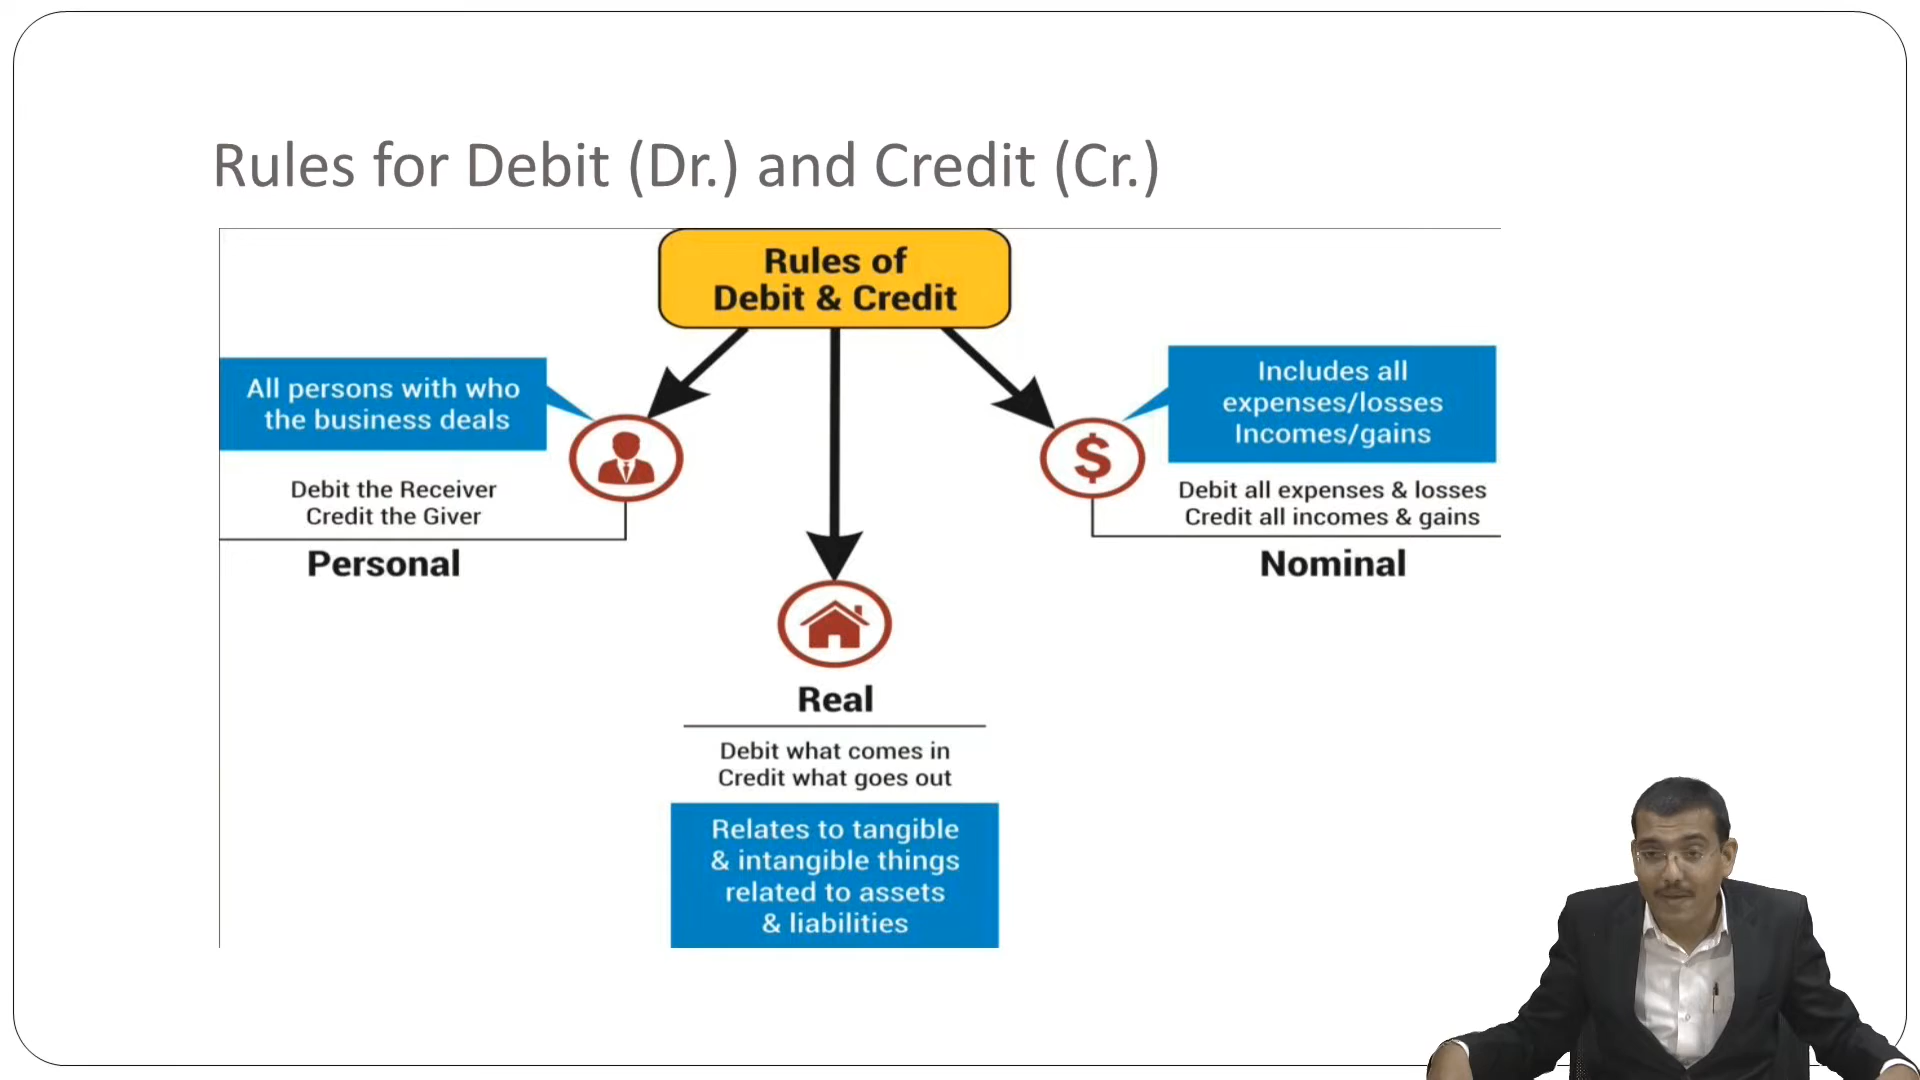 Rules for Debit (Dr.) and Credit (Cr.)
Rules of
Debit & Credit
All persons with who
the business deals
Debit the Receiver
Credit the Giver
Personal
Includes all
expenses/losses
Incomes/gains
Debit all expenses & losses
Credit all incomes & gains
Nominal
$
Real
Debit what comes in
Credit what goes out
Relates to tangible
& intangible things
related to assets
& liabilities